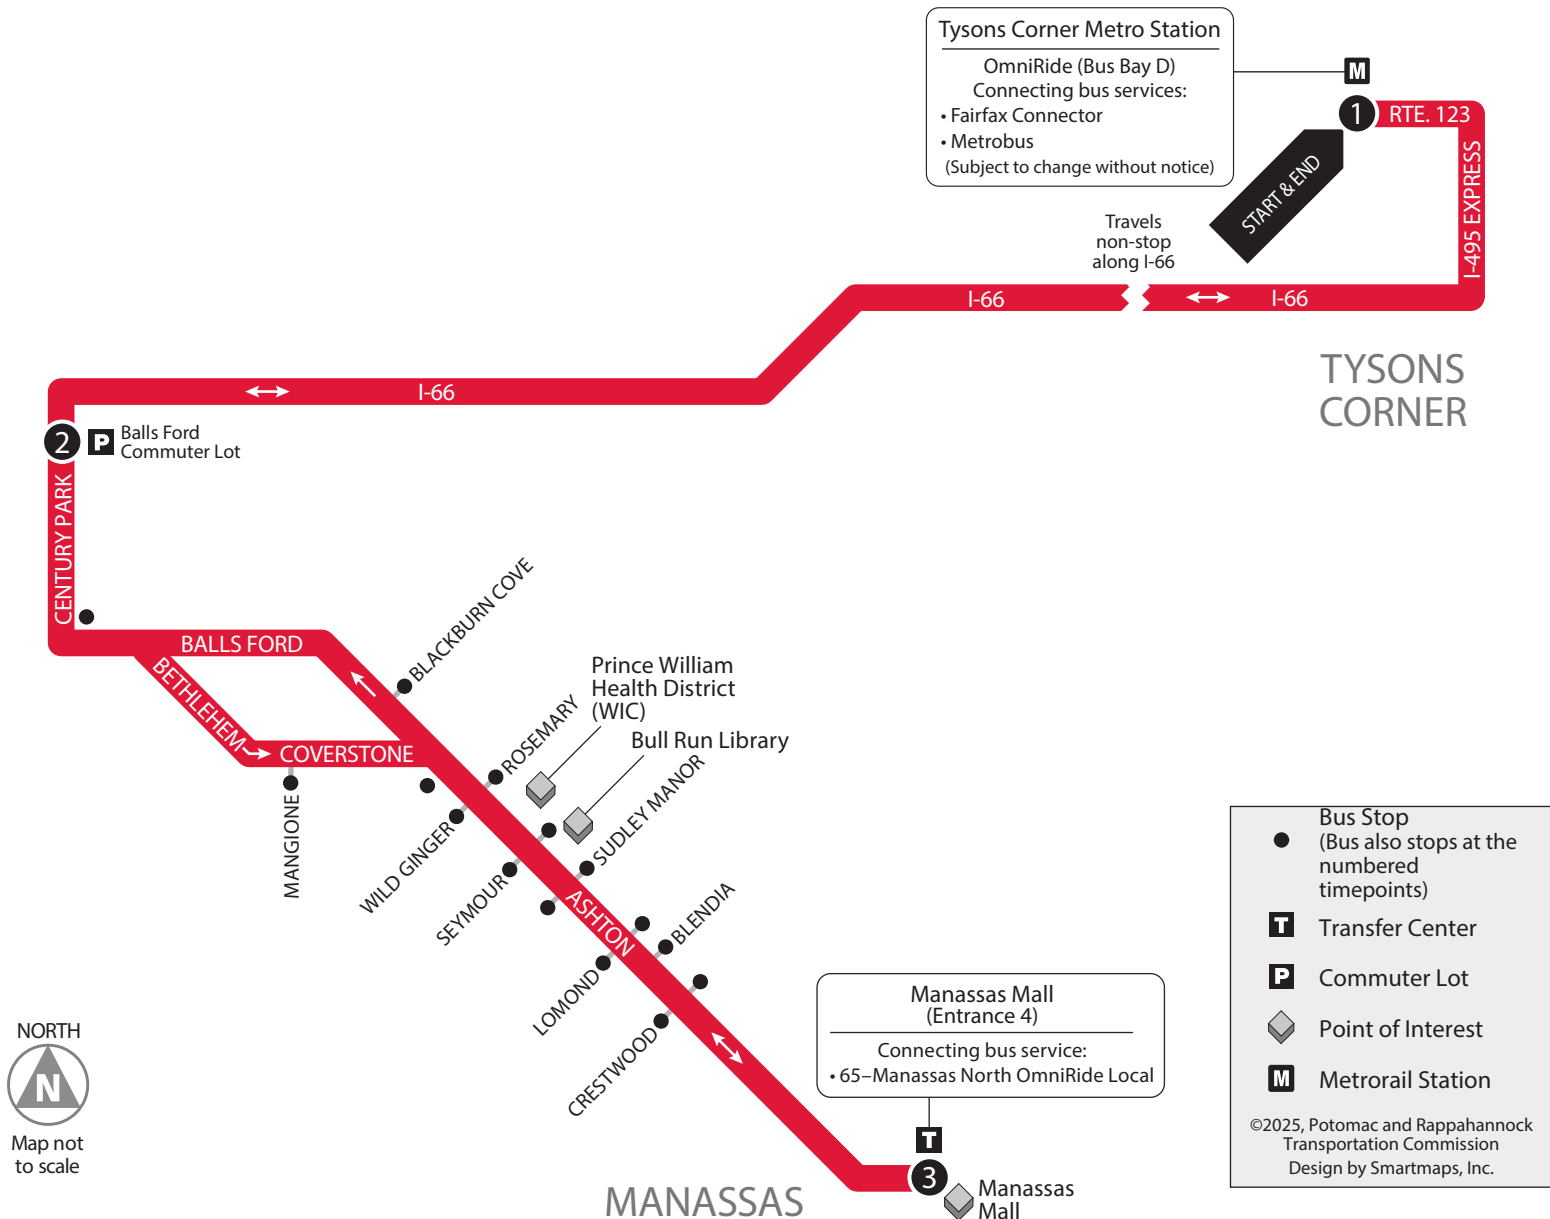 Tysons Corner Metro Station
OmniRide (Bus Bay D)
Connecting bus services:
• Fairfax Connector
• Metrobus
(Subject to change without notice)
M
1
RTE. 123
START & END
I-495 EXPRESS
Travels
non-stop
along I-66
I-66
I-66
TYSONS
CORNER
I-66
2
P
Balls Ford
Commuter Lot
CENTURY PARK
BALLS FORD
BETHLEHEM
COVERSTONE
MANGIONE
BLACKBURN COVE
ROSEMARY
Prince William
Health District
(WIC)
Bull Run Library
SUDLEY MANOR
WILD GINGER
SEYMOUR
ASHTON
BLENDIA
LOMOND
CRESTWOOD
Manassas Mall
(Entrance 4)
Connecting bus service:
• 65–Manassas North OmniRide Local
T
3
Manassas
Mall
MANASSAS
NORTH
N
Map not
to scale
Bus Stop
(Bus also stops at the
numbered
timepoints)
T Transfer Center
P Commuter Lot
Point of Interest
M Metrorail Station
©2025, Potomac and Rappahannock
Transportation Commission
Design by Smartmaps, Inc.